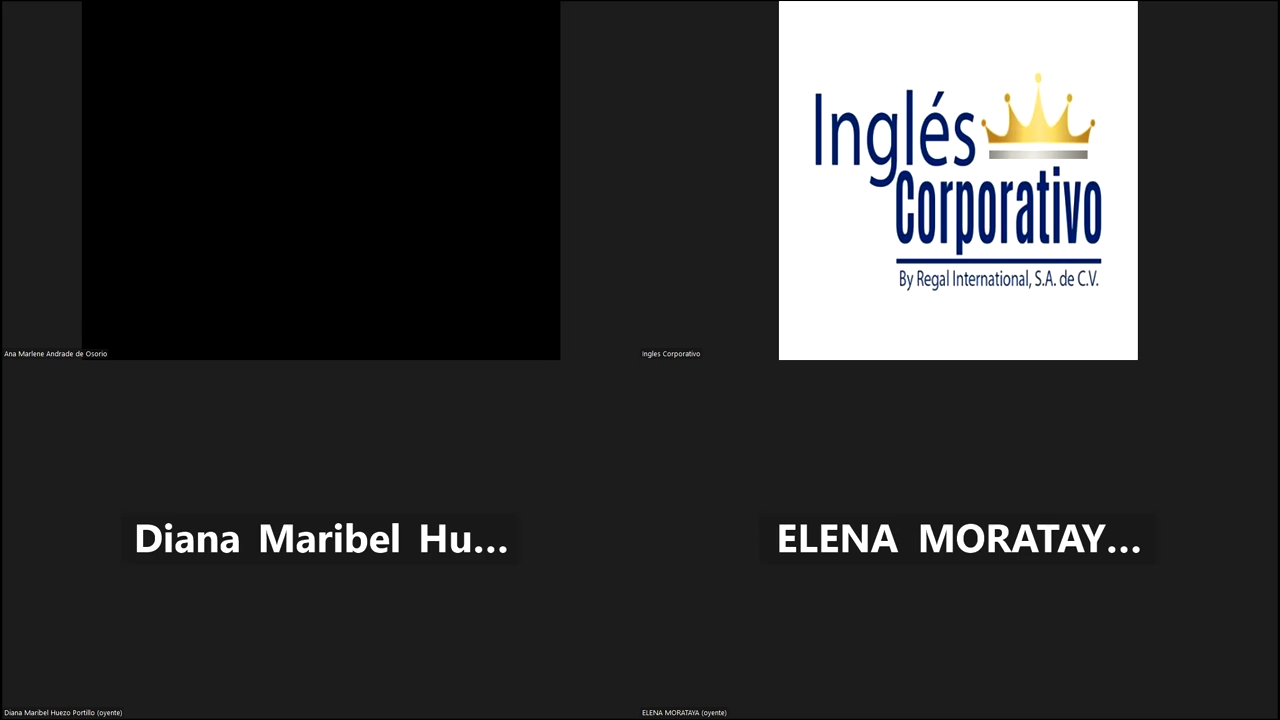 Inglés
Corporativo
By Regal International, S.A. de C.V.
Ana Marlene Andrade de Osorio
Ingles Corporativo
Diana Maribel Hu...
ELENA MORATAY...
Diana Maribel Huezo Portillo (oyente)
ELENA MORATAYA (oyente)